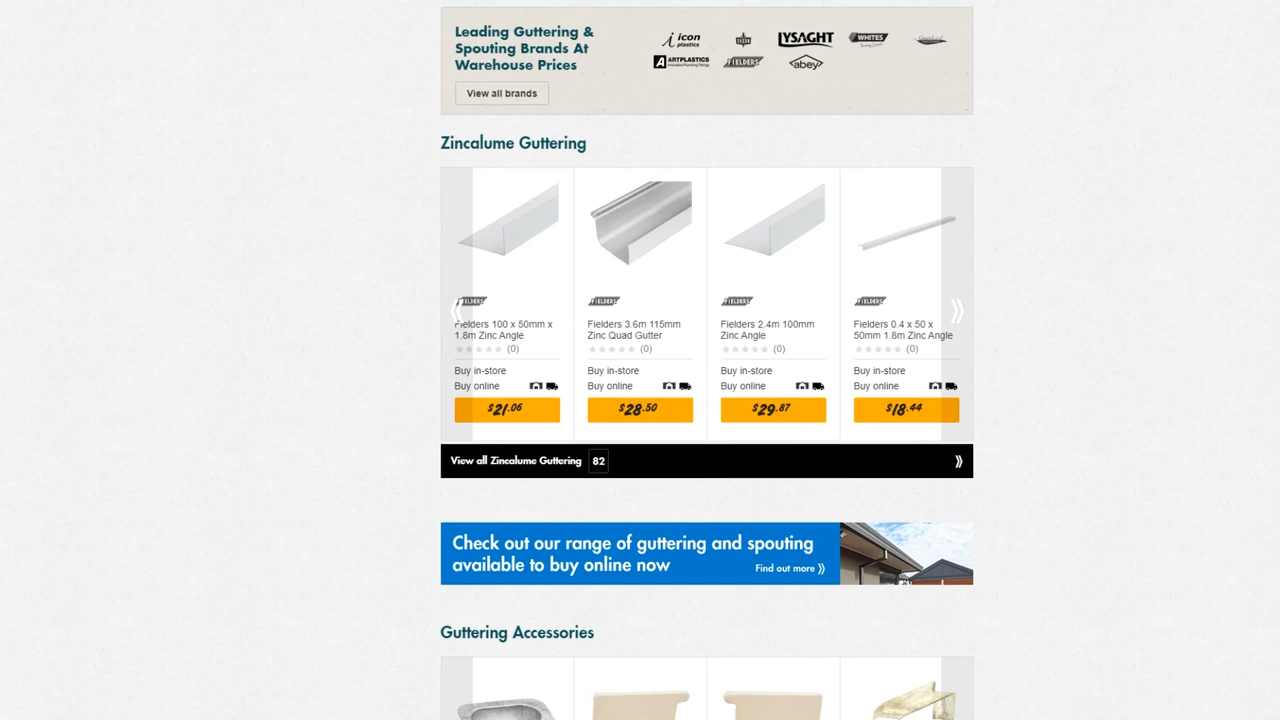 Leading Guttering &
Spouting Brands At
Warehouse Prices
icon
plastics
LYSAGHT
WHITES
ARTPLASTICS
FIELDERS
abey
View all brands
Zincalume Guttering
FIELDERS
FIELDERS
FIELDERS
FIELDERS
Fielders 100 x 50mm x
1.8m Zinc Angle
(0)
Buy in-store
Buy online
$21.06
Fielders 3.6m 115mm
Zinc Quad Gutter
(0)
Buy in-store
Buy online
$28.50
Fielders 2.4m 100mm
Zinc Angle
(0)
Buy in-store
Buy online
$29.87
Fielders 0.4 x 50 x
50mm 1.8m Zinc Angle
(0)
Buy in-store
Buy online
$18.44
View all Zincalume Guttering 82
Check out our range of guttering and spouting
available to buy online now
Find out more
Guttering Accessories